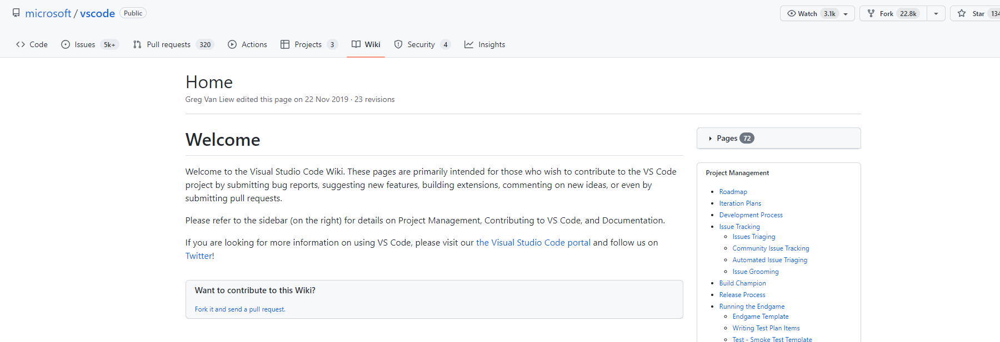 microsoft / vscode Public
Watch 3.1k Fork 22.8k Star
Code Issues 5k+ Pull requests 320 Actions Projects 3 Wiki Security 4 Insights
Home
Greg Van Liew edited this page on 22 Nov 2019 · 23 revisions
Welcome
Welcome to the Visual Studio Code Wiki. These pages are primarily intended for those who wish to contribute to the VS Code
project by submitting bug reports, suggesting new features, building extensions, commenting on new ideas, or even by
submitting pull requests.
Please refer to the sidebar (on the right) for details on Project Management, Contributing to VS Code, and Documentation.
If you are looking for more information on using VS Code, please visit our the Visual Studio Code portal and follow us on
Twitter!
Want to contribute to this Wiki?
Fork it and send a pull request.
Pages 72
Project Management
Roadmap
Iteration Plans
Development Process
Issue Tracking
Issues Triaging
Community Issue Tracking
Automated Issue Triaging
Issue Grooming
Build Champion
Release Process
Running the Endgame
Endgame Template
Writing Test Plan Items
Test - Smoke Test Template